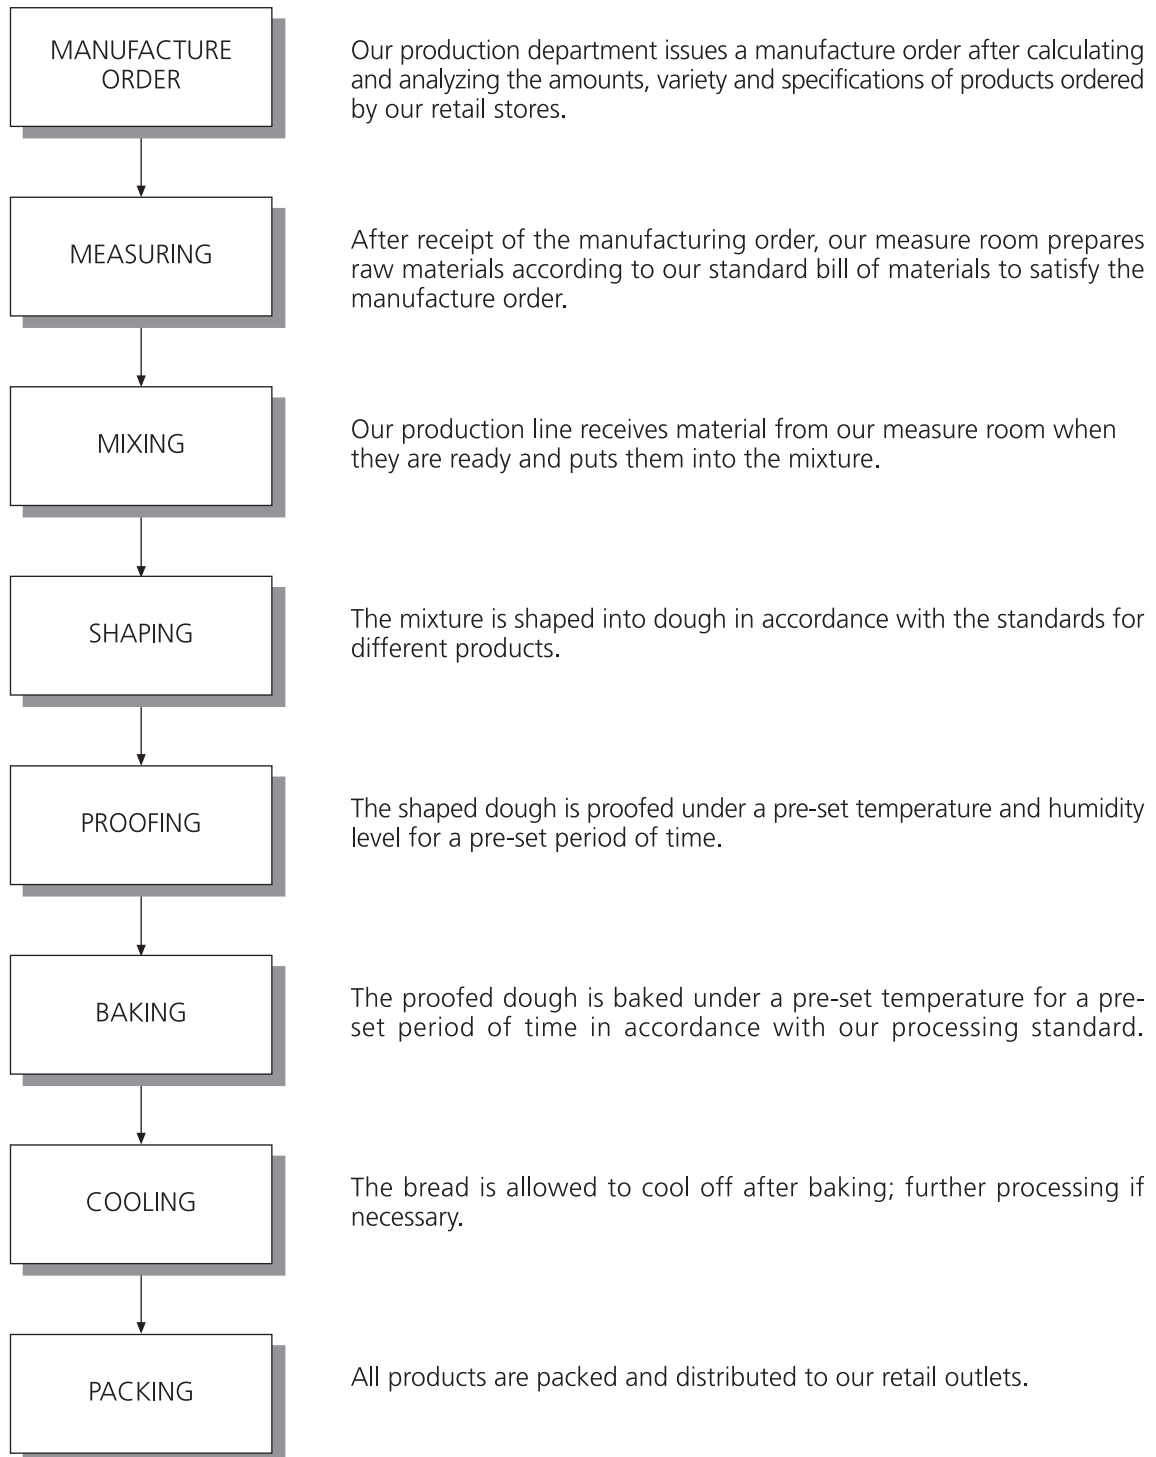 MANUFACTURE
ORDER
Our production department issues a manufacture order after calculating
and analyzing the amounts, variety and specifications of products ordered
by our retail stores.
MEASURING
After receipt of the manufacturing order, our measure room prepares
raw materials according to our standard bill of materials to satisfy the
manufacture order.
MIXING
Our production line receives material from our measure room when
they are ready and puts them into the mixture.
SHAPING
The mixture is shaped into dough in accordance with the standards for
different products.
PROOFING
The shaped dough is proofed under a pre-set temperature and humidity
level for a pre-set period of time.
BAKING
The proofed dough is baked under a pre-set temperature for a pre-
set period of time in accordance with our processing standard.
COOLING
The bread is allowed to cool off after baking; further processing if
necessary.
PACKING
All products are packed and distributed to our retail outlets.